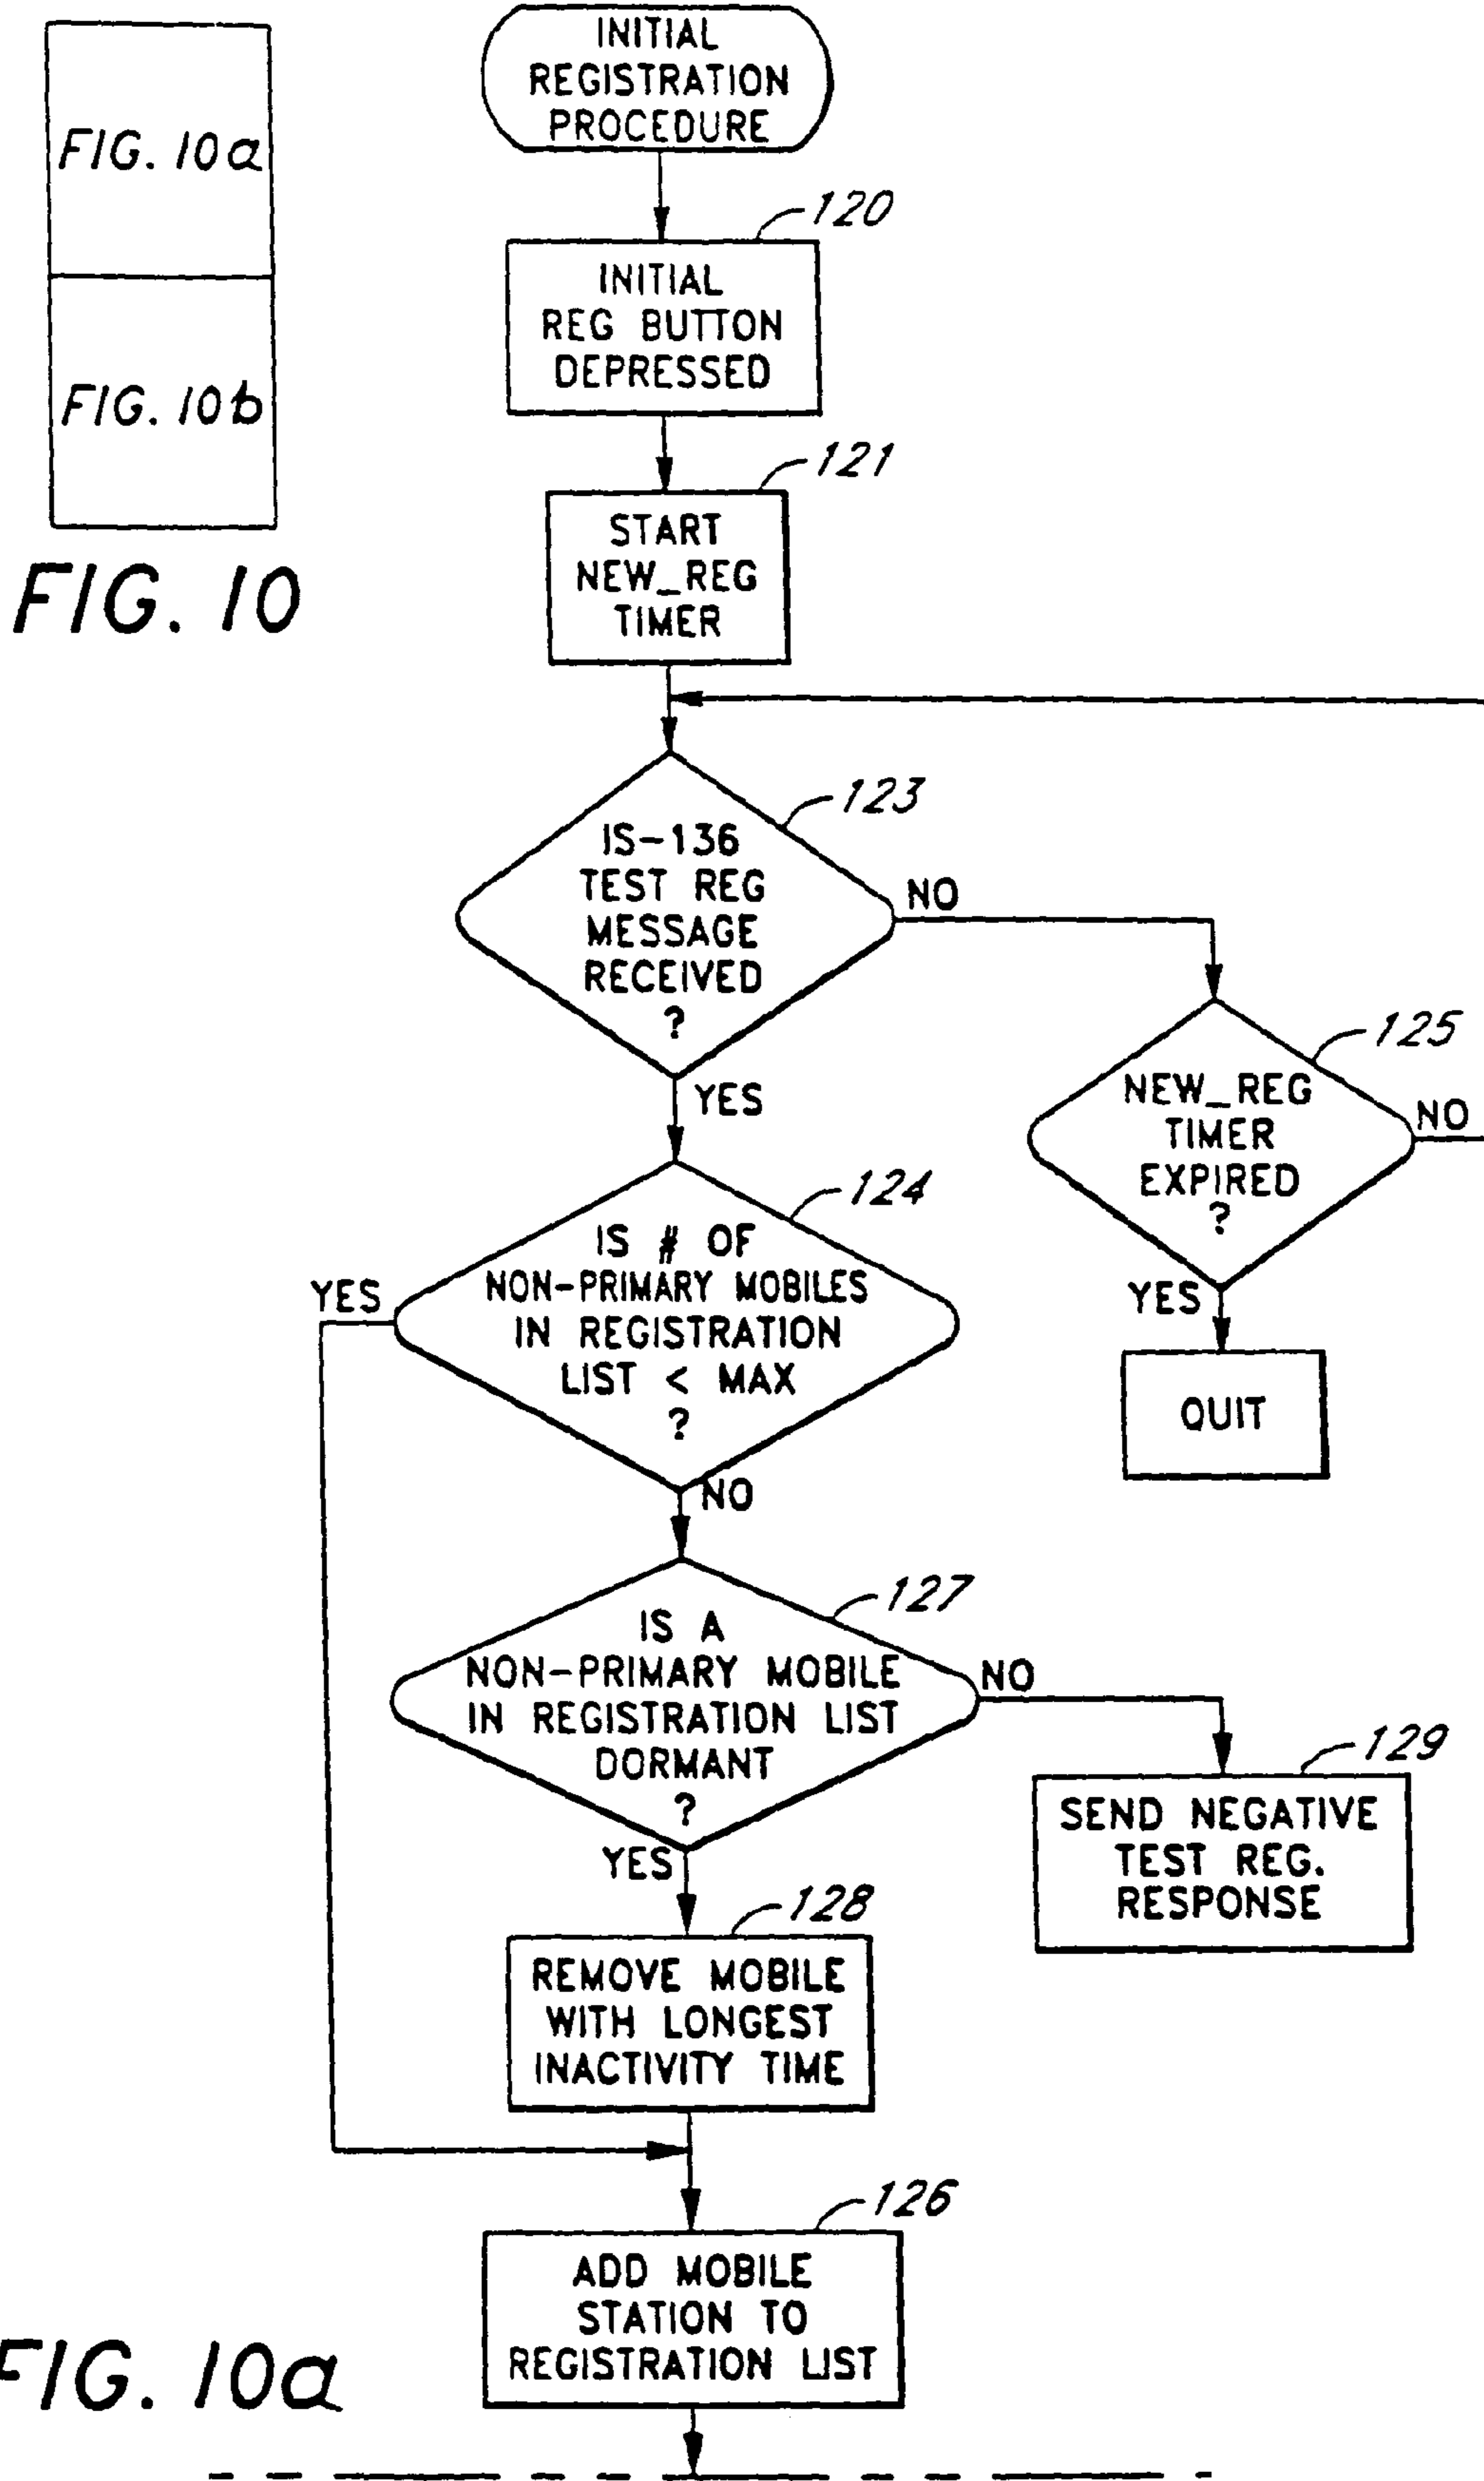 FIG. 10a
FIG. 10b
FIG. 10
INITIAL
REGISTRATION
PROCEDURE
120
INITIAL
REG BUTTON
DEPRESSED
121
START
NEW_REG
TIMER
123
IS-136
TEST REG
MESSAGE
RECEIVED
?
NO
YES
125
NEW_REG
TIMER
EXPIRED
?
NO
YES
QUIT
124
IS # OF
NON-PRIMARY MOBILES
IN REGISTRATION
LIST < MAX
?
YES
NO
127
IS A
NON-PRIMARY MOBILE
IN REGISTRATION LIST
DORMANT
?
NO
YES
129
SEND NEGATIVE
TEST REG.
RESPONSE
128
REMOVE MOBILE
WITH LONGEST
INACTIVITY TIME
126
ADD MOBILE
STATION TO
REGISTRATION LIST
FIG. 10a